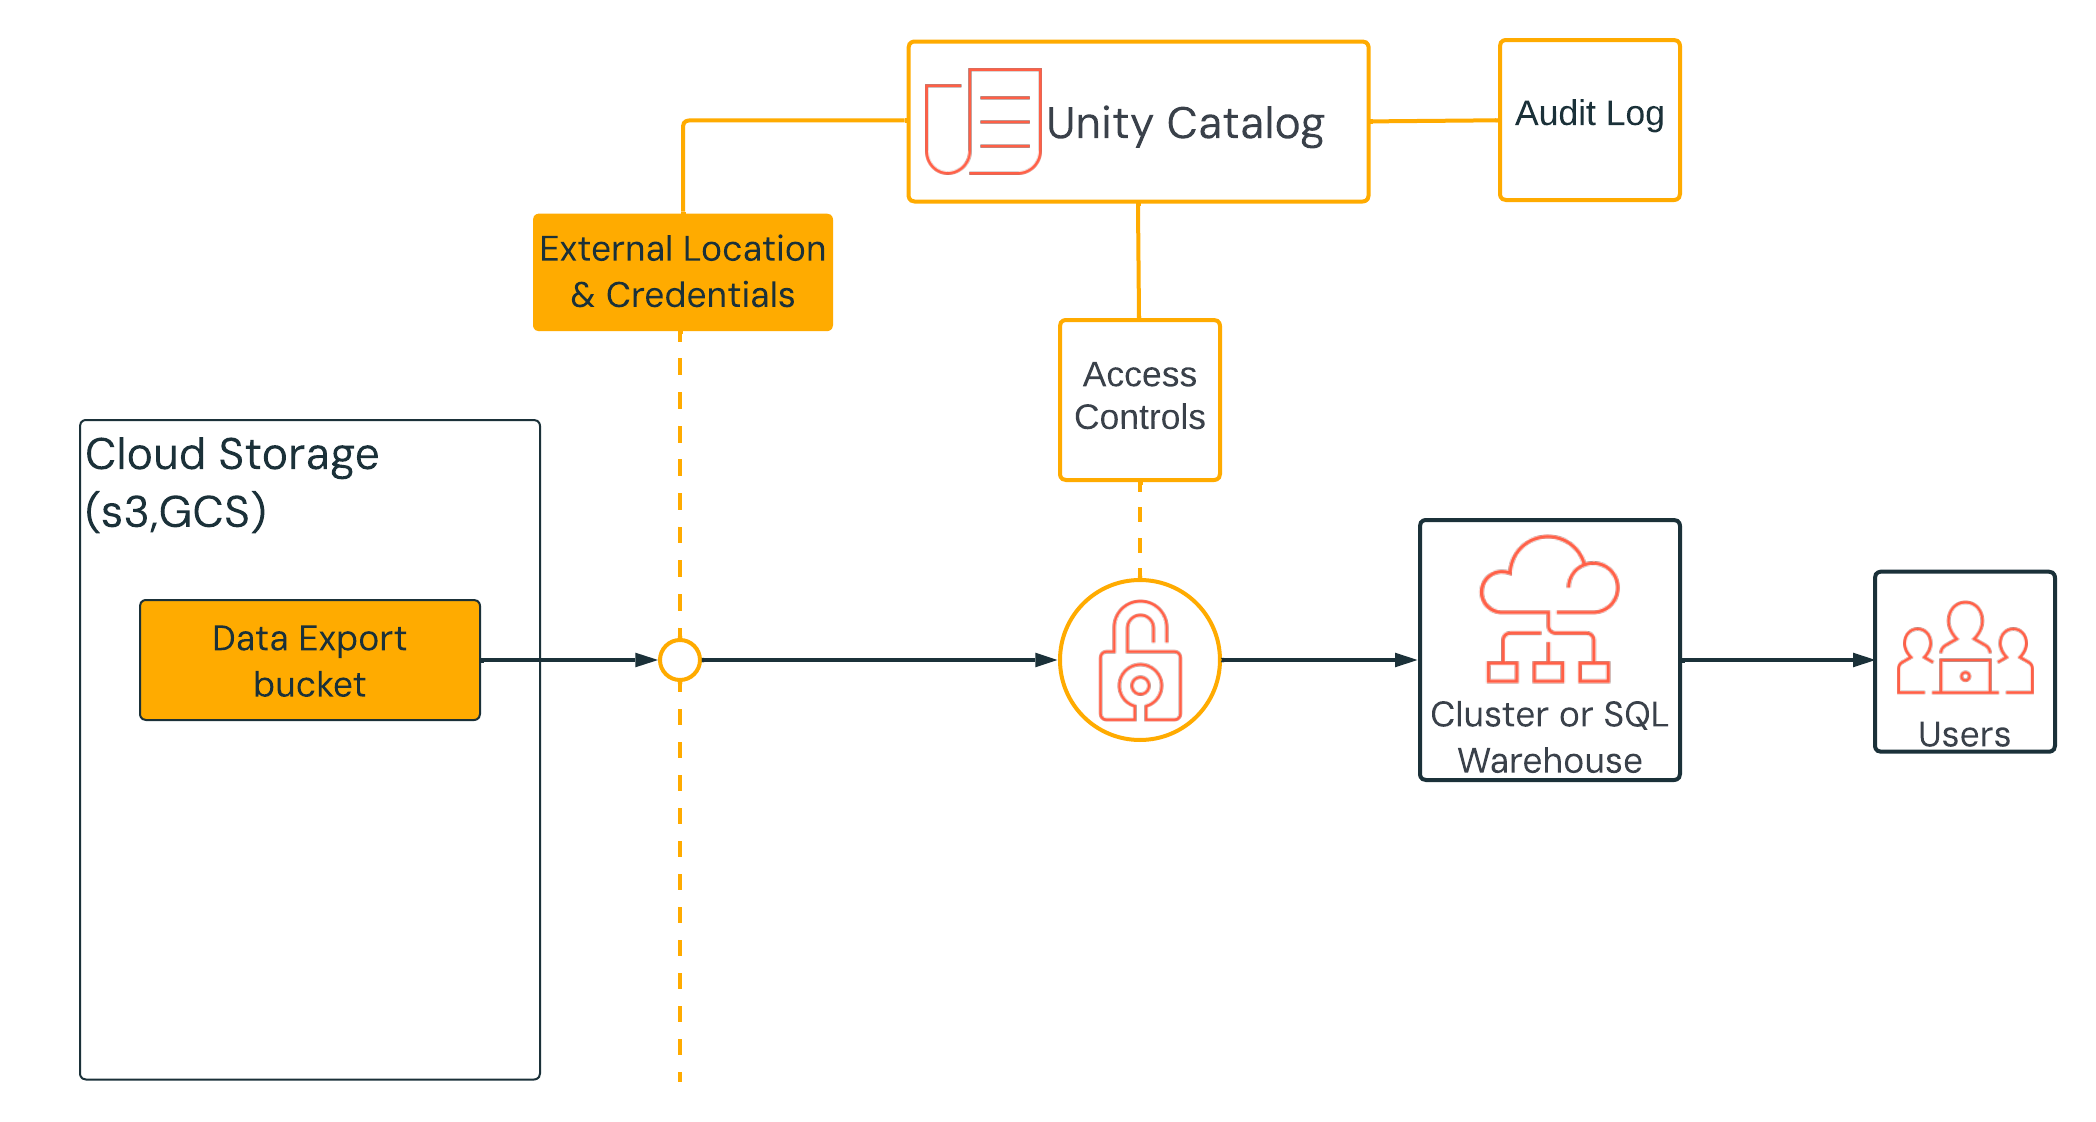 Unity Catalog
Audit Log
External Location
& Credentials
Access
Controls
Cloud Storage
(s3,GCS)
Data Export
bucket
Cluster or SQL
Warehouse
Users